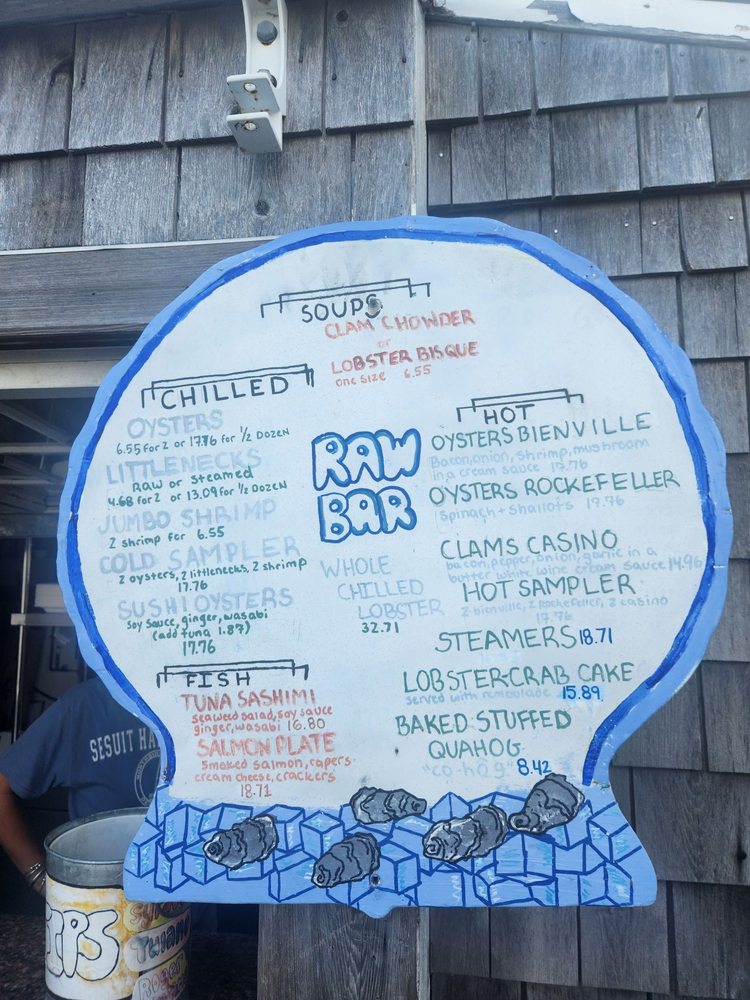 SOUPS
CLAM CHOWDER
or
LOBSTER BISQUE
one size 6.55
CHILLED
OYSTERS
6.55 for 2 or 17.76 for 1/2 DOZEN
LITTLENECKS
RAW or Steamed
4.68 for 2 or 13.09 for 1/2 DOZEN
JUMBO SHRIMP
2 shrimp for 6.55
COLD SAMPLER
2 oysters, 2 littlenecks, 2 shrimp
17.76
SUSHI OYSTERS
soy sauce, ginger, wasabi
(add tuna 1.87)
17.76
FISH
TUNA SASHIMI
seaweed salad, soy sauce
ginger, wasabi 16.80
SALMON PLATE
smoked salmon, capers
cream cheese, crackers
18.71
RAW
BAR
WHOLE
CHILLED
LOBSTER
32.71
HOT
OYSTERS BIENVILLE
Bacon, onion, shrimp, mushroom
in a cream sauce 17.76
OYSTERS ROCKEFELLER
spinach + shallots 17.76
CLAMS CASINO
bacon, pepper, onion, garlic in a
butter white wine cream sauce 14.96
HOT SAMPLER
2 bienville, 2 rockefeller, 2 casino
17.76
STEAMERS 18.71
LOBSTER-CRAB CAKE
served with remoulade 15.89
BAKED STUFFED
QUAHOG
"co-hog" 8.42
SESUIT HA
TIPS